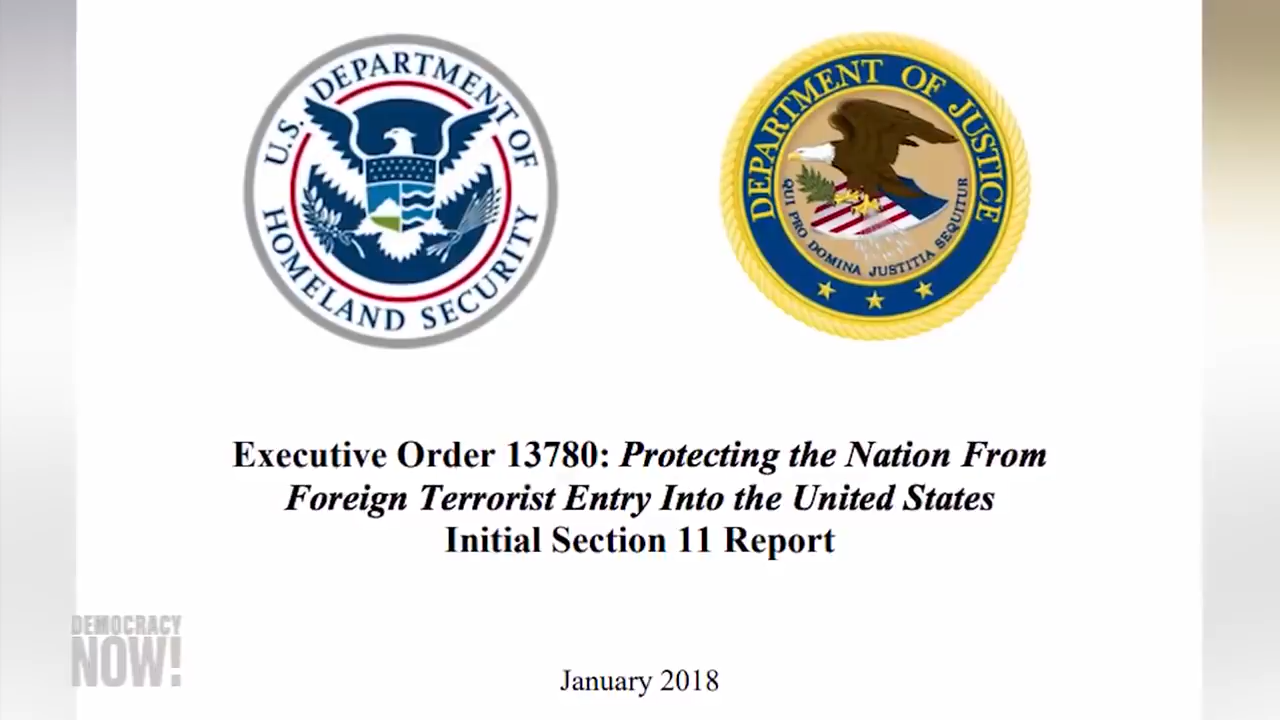 U.S. DEPARTMENT OF
HOMELAND SECURITY
DEPARTMENT OF JUSTICE
QUI PRO DOMINA JUSTITIA SEQUITUR
Executive Order 13780: Protecting the Nation From
Foreign Terrorist Entry Into the United States
Initial Section 11 Report
DEMOCRACY
NOW!
January 2018